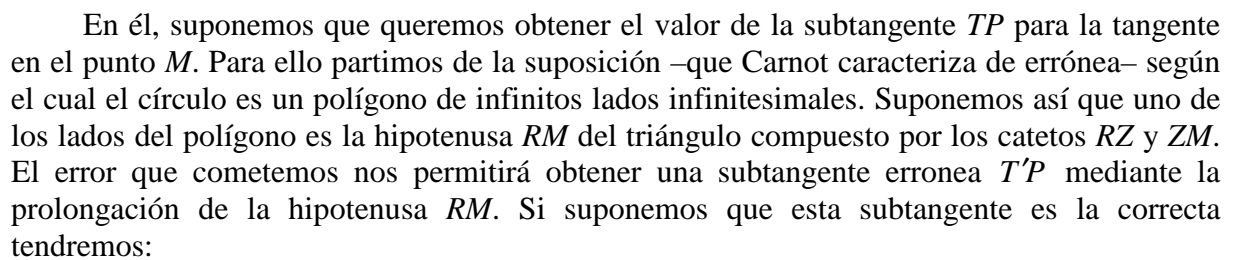 En él, suponemos que queremos obtener el valor de la subtangente TP para la tangente
en el punto M. Para ello partimos de la suposición –que Carnot caracteriza de errónea– según
el cual el círculo es un polígono de infinitos lados infinitesimales. Suponemos así que uno de
los lados del polígono es la hipotenusa RM del triángulo compuesto por los catetos RZ y ZM.
El error que cometemos nos permitirá obtener una subtangente erronea T′P mediante la
prolongación de la hipotenusa RM. Si suponemos que esta subtangente es la correcta
tendremos: